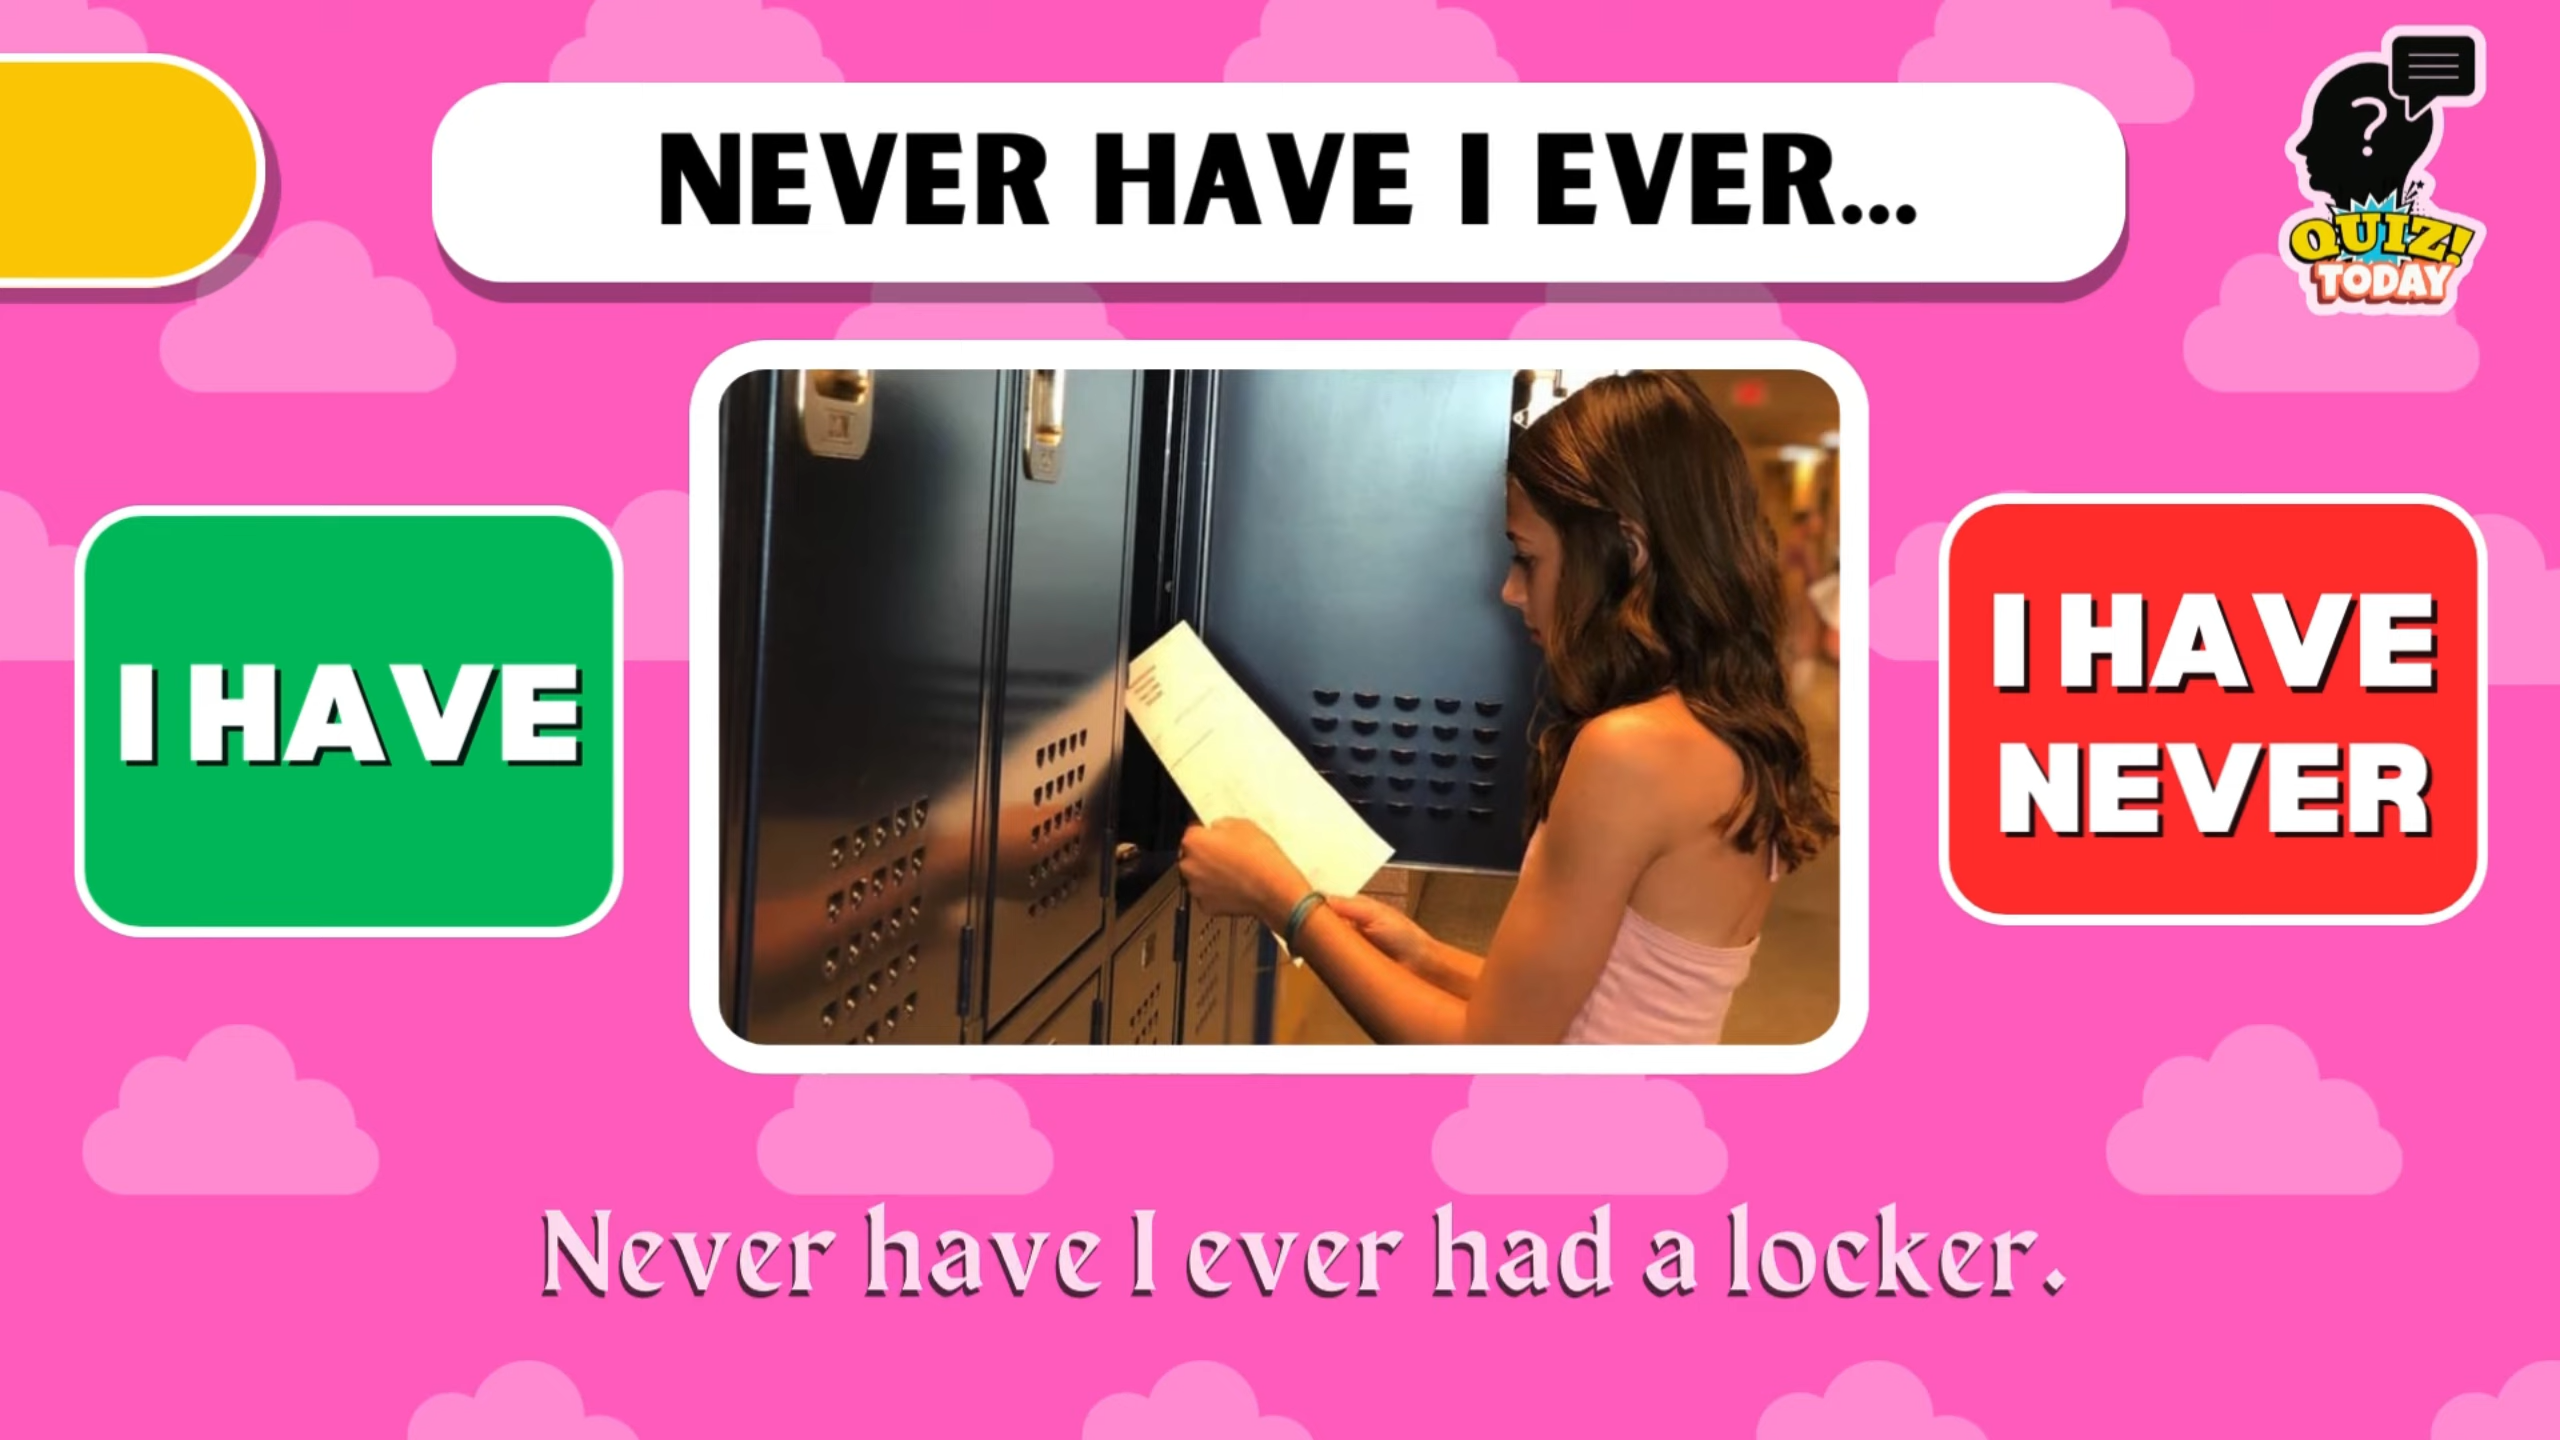 NEVER HAVE I EVER...
?
QUIZ!
TODAY
I HAVE
I HAVE
NEVER
Never have I ever had a locker.